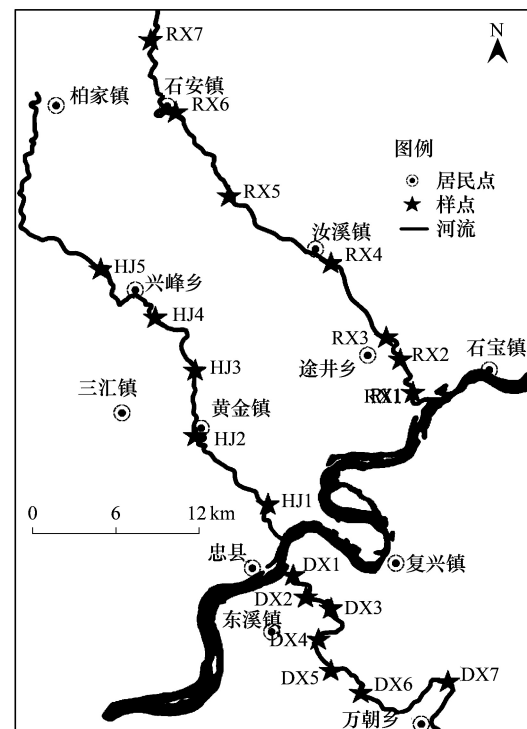 RX7
N
石安镇
柏家镇
RX6
图例
居民点
RX5
样点
汝溪镇
河流
RX4
HJ5
兴峰乡
HJ4
RX3
石宝镇
RX2
途井乡
HJ3
三汇镇
RX1
黄金镇
HJ2
HJ1
0 6 12 km
忠县
DX1
复兴镇
DX2
DX3
东溪镇
DX4
DX5
DX6
DX7
万朝乡